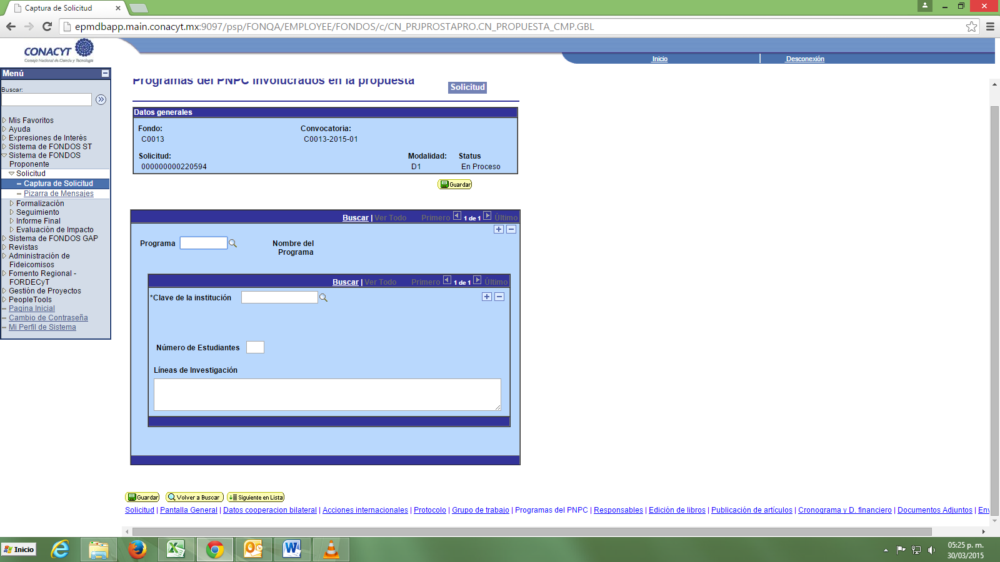 Captura de Solicitud
epmdbapp.main.conacyt.mx:9097/psp/FONQA/EMPLOYEE/FONDOS/c/CN_PRJPROSTAPRO.CN_PROPUESTA_CMP.GBL
CONACYT
Consejo Nacional de Ciencia y Tecnología
Inicio
Desconexión
Menú
Buscar:
Mis Favoritos
Ayuda
Expresiones de Interés
Sistema de FONDOS ST
Sistema de FONDOS
Proponente
Solicitud
Captura de Solicitud
Pizarra de Mensajes
Formalización
Seguimiento
Informe Final
Evaluación de Impacto
Sistema de FONDOS GAP
Revistas
Administración de
Fideicomisos
Fomento Regional -
FORDECyT
Gestión de Proyectos
PeopleTools
Pagina Inicial
Cambio de Contraseña
Mi Perfil de Sistema
Programas del PNPC involucrados en la propuesta
Solicitud
Datos generales
Fondo: Convocatoria:
C0013 C0013-2015-01
Solicitud: Modalidad: Status
000000000220594 D1 En Proceso
Guardar
Buscar | Ver Todo Primero 1 de 1 Último
Programa Nombre del
Programa
Buscar | Ver Todo Primero 1 de 1 Último
*Clave de la institución
Número de Estudiantes
Líneas de Investigación
Guardar Volver a Buscar Siguiente en Lista
Solicitud | Pantalla General | Datos cooperacion bilateral | Acciones internacionales | Protocolo | Grupo de trabajo | Programas del PNPC | Responsables | Edición de libros | Publicación de artículos | Cronograma y D. financiero | Documentos Adjuntos | Env
Inicio
05:25 p. m.
30/03/2015